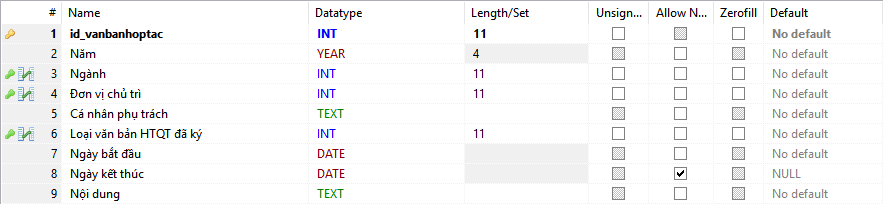 # Name Datatype Length/Set Unsign... Allow N... Zerofill Default
1 id_vanbanhoptac INT 11 No default
2 Năm YEAR 4 No default
3 Ngành INT 11 No default
4 Đơn vị chủ trì INT 11 No default
5 Cá nhân phụ trách TEXT No default
6 Loại văn bản HTQT đã ký INT 11 No default
7 Ngày bắt đầu DATE No default
8 Ngày kết thúc DATE NULL
9 Nội dung TEXT No default